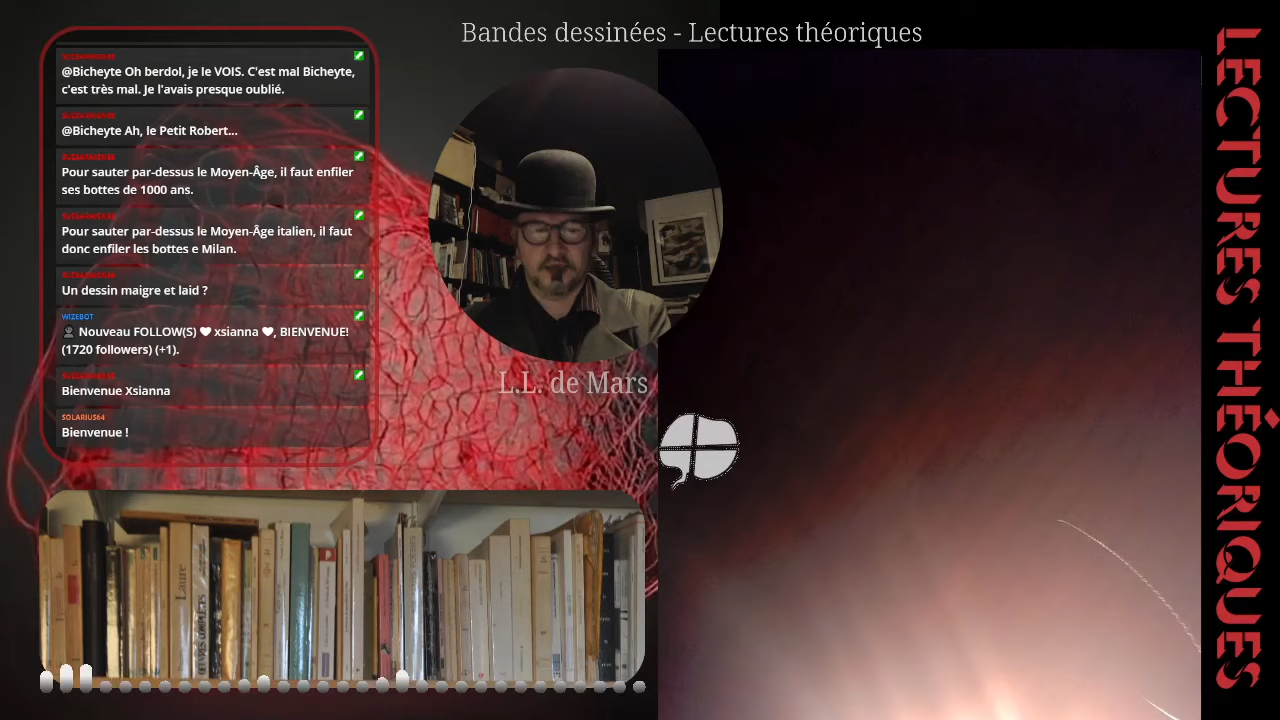 Bandes dessinées - Lectures théoriques
@Bicheyte Oh berdol, je le VOIS. C'est mal Bicheyte,
c'est très mal. Je l'avais presque oublié.
@Bicheyte Ah, le Petit Robert...
Pour sauter par-dessus le Moyen-Âge, il faut enfiler
ses bottes de 1000 ans.
Pour sauter par-dessus le Moyen-Âge italien, il faut
donc enfiler les bottes e Milan.
Un dessin maigre et laid ?
WIZEBOT
Nouveau FOLLOW(S) ❤ xsianna ❤, BIENVENUE!
(1720 followers) (+1).
Bienvenue Xsianna
SOLARIUS64
Bienvenue !
L.L. de Mars
Laure
LECTURES THÉORIQUES